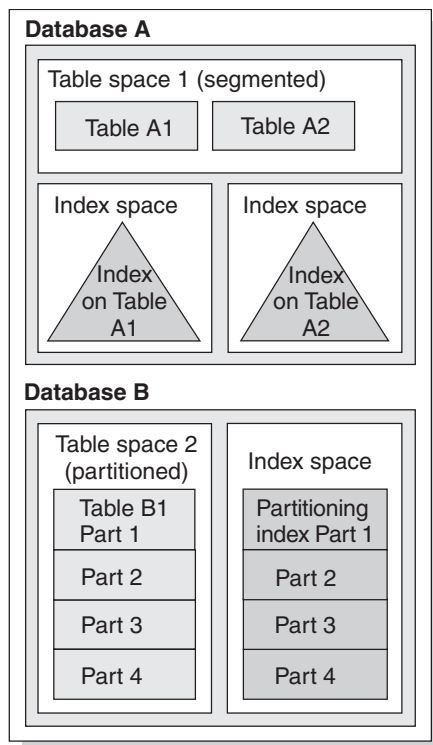 Database A
Table space 1 (segmented)
Table A1
Table A2
Index space
Index
on Table
A1
Index space
Index
on Table
A2
Database B
Table space 2
(partitioned)
Table B1
Part 1
Part 2
Part 3
Part 4
Index space
Partitioning
index Part 1
Part 2
Part 3
Part 4